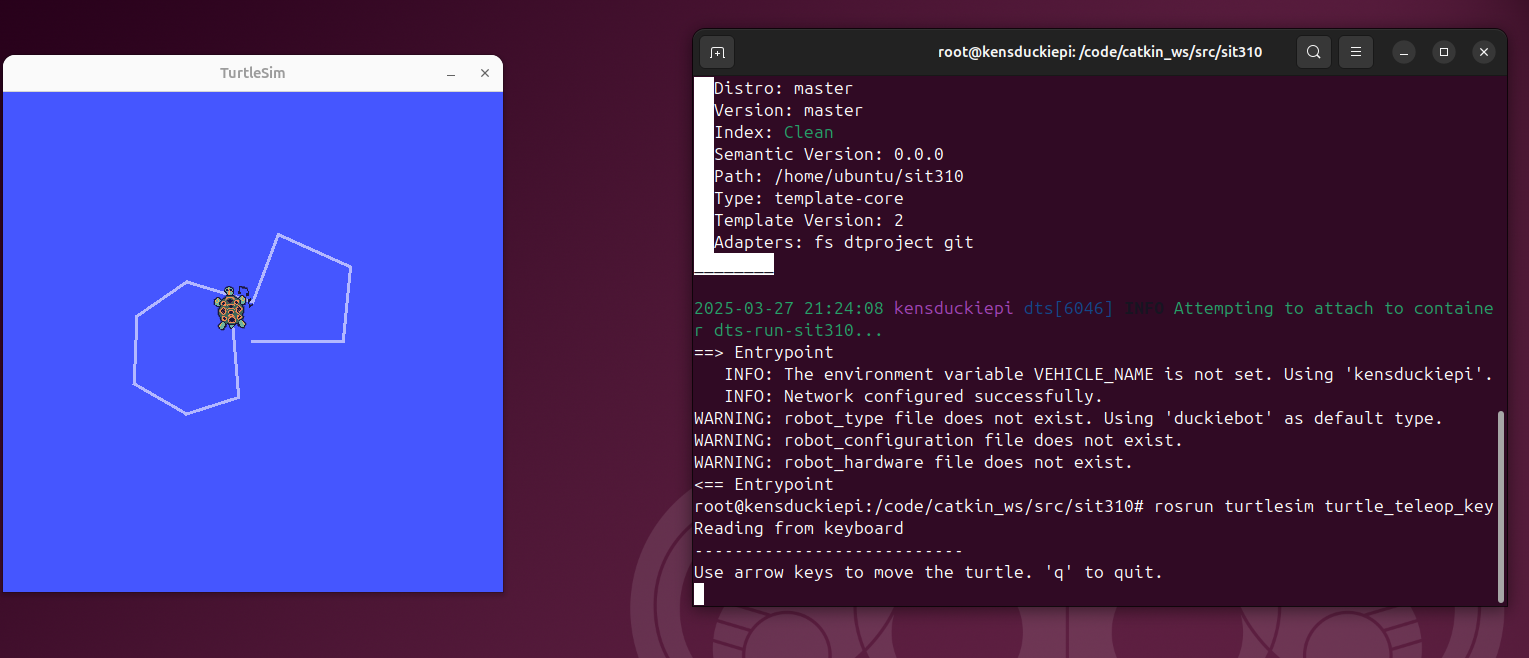 TurtleSim
root@kensduckiepi: /code/catkin_ws/src/sit310
Distro: master
Version: master
Index: Clean
Semantic Version: 0.0.0
Path: /home/ubuntu/sit310
Type: template-core
Template Version: 2
Adapters: fs dtproject git
________
2025-03-27 21:24:08 kensduckiepi dts[6046] INFO Attempting to attach to containe
r dts-run-sit310...
==> Entrypoint
INFO: The environment variable VEHICLE_NAME is not set. Using 'kensduckiepi'.
INFO: Network configured successfully.
WARNING: robot_type file does not exist. Using 'duckiebot' as default type.
WARNING: robot_configuration file does not exist.
WARNING: robot_hardware file does not exist.
<== Entrypoint
root@kensduckiepi:/code/catkin_ws/src/sit310# rosrun turtlesim turtle_teleop_key
Reading from keyboard
---------------------------
Use arrow keys to move the turtle. 'q' to quit.